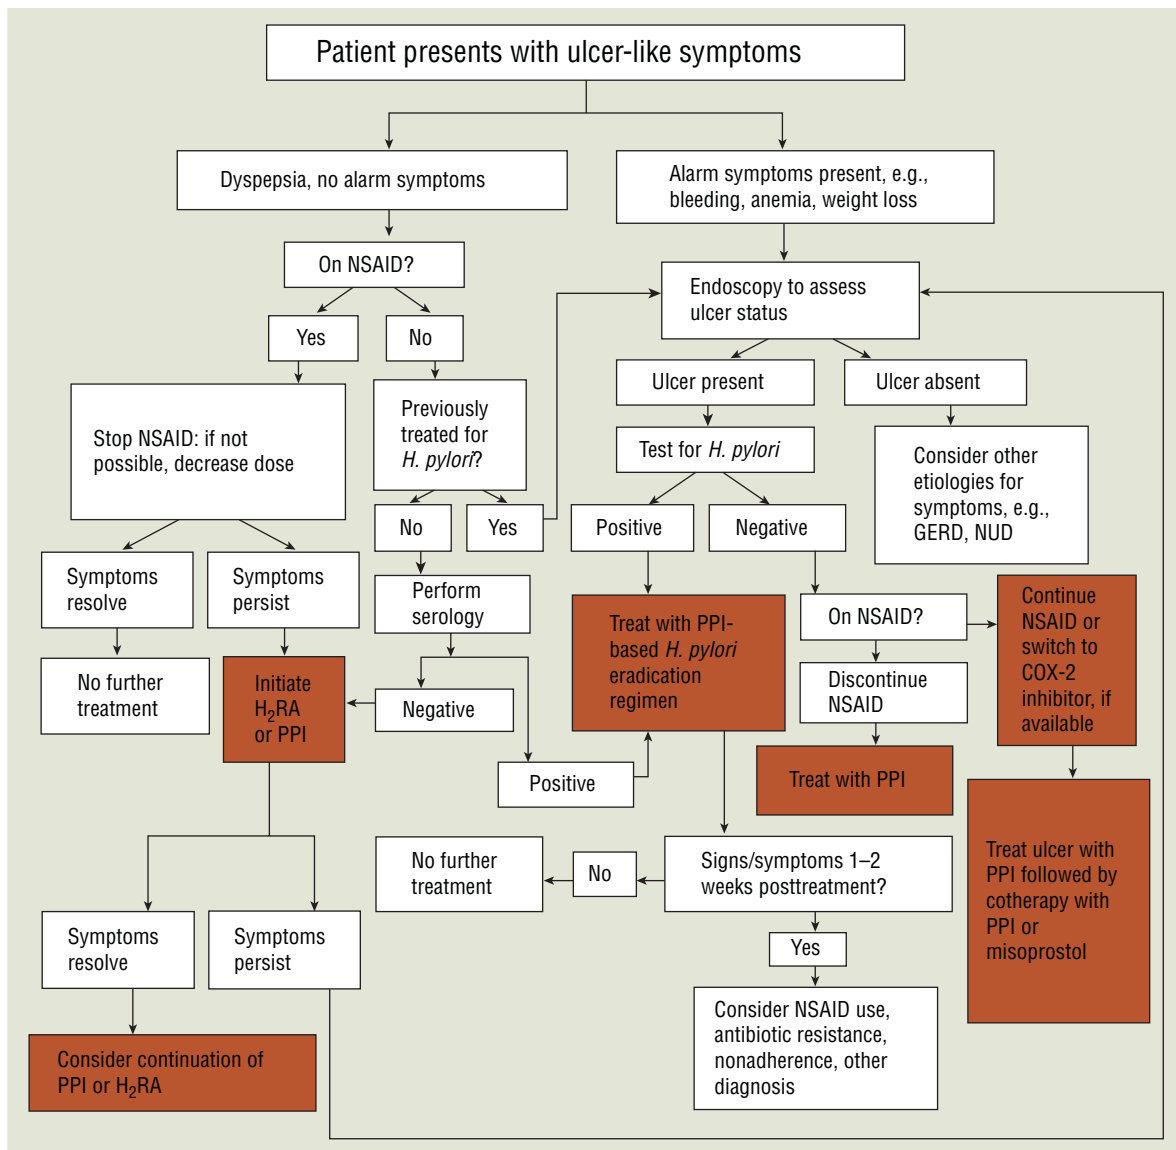 Patient presents with ulcer-like symptoms
Dyspepsia, no alarm symptoms
Alarm symptoms present, e.g.,
bleeding, anemia, weight loss
On NSAID?
Endoscopy to assess
ulcer status
Yes
No
Ulcer present
Ulcer absent
Stop NSAID: if not
possible, decrease dose
Previously
treated for
H. pylori?
Test for H. pylori
Consider other
etiologies for
symptoms, e.g.,
GERD, NUD
No
Yes
Positive
Negative
Symptoms
resolve
Symptoms
persist
Perform
serology
Treat with PPI-
based H. pylori
eradication
regimen
On NSAID?
Continue
NSAID or
switch to
COX-2
inhibitor, if
available
No further
treatment
Initiate
H₂RA
or PPI
Negative
Discontinue
NSAID
Positive
Treat with PPI
No further
treatment
No
Signs/symptoms 1–2
weeks posttreatment?
Treat ulcer with
PPI followed by
cotherapy with
PPI or
misoprostol
Symptoms
resolve
Symptoms
persist
Yes
Consider NSAID use,
antibiotic resistance,
nonadherence, other
diagnosis
Consider continuation of
PPI or H₂RA